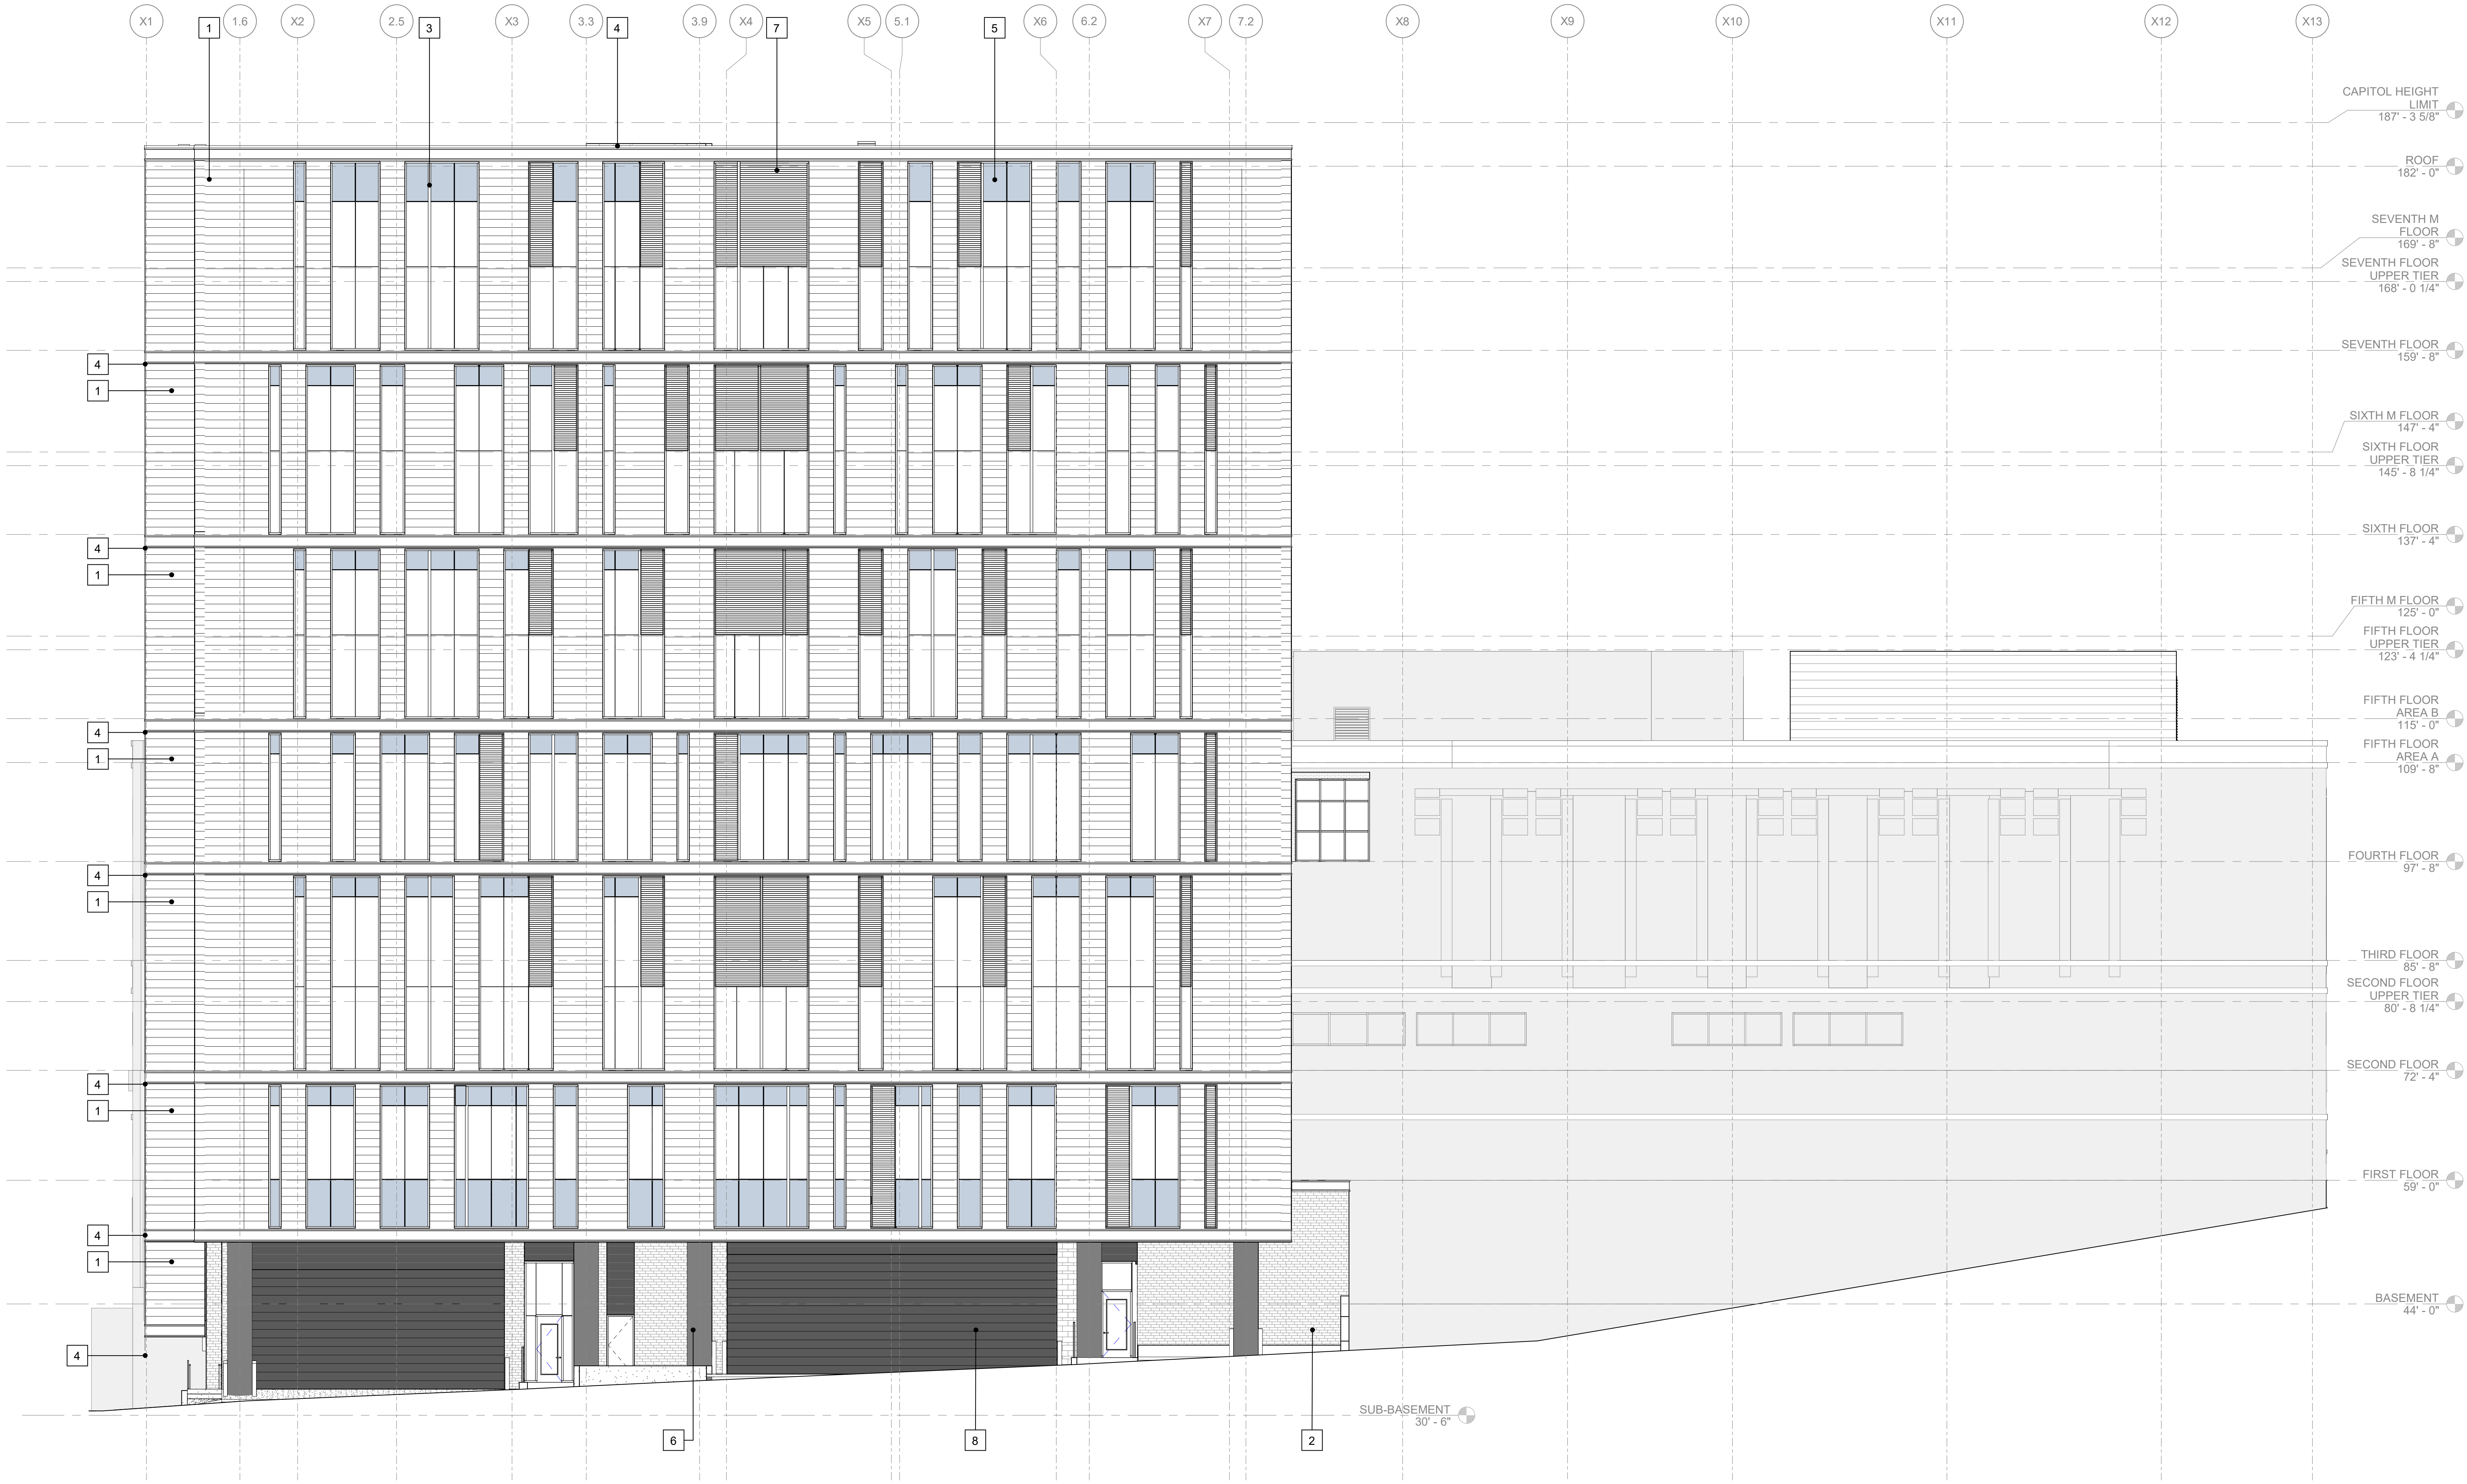 X1 1.6 X2 2.5 X3 3.3 3.9 X4 X5 5.1 X6 6.2 X7 7.2 X8 X9 X10 X11 X12 X13
1 3 4 7 5
CAPITOL HEIGHT
LIMIT
187' - 3 5/8"
ROOF
182' - 0"
SEVENTH M
FLOOR
169' - 8"
SEVENTH FLOOR
UPPER TIER
168' - 0 1/4"
SEVENTH FLOOR
159' - 8"
4
1
SIXTH M FLOOR
147' - 4"
SIXTH FLOOR
UPPER TIER
145' - 8 1/4"
SIXTH FLOOR
137' - 4"
4
1
FIFTH M FLOOR
125' - 0"
FIFTH FLOOR
UPPER TIER
123' - 4 1/4"
FIFTH FLOOR
AREA B
115' - 0"
4
1
FIFTH FLOOR
AREA A
109' - 8"
FOURTH FLOOR
97' - 8"
4
1
THIRD FLOOR
85' - 8"
SECOND FLOOR
UPPER TIER
80' - 8 1/4"
SECOND FLOOR
72' - 4"
4
1
FIRST FLOOR
59' - 0"
4
1
BASEMENT
44' - 0"
4
SUB-BASEMENT
30' - 6"
6 8 2